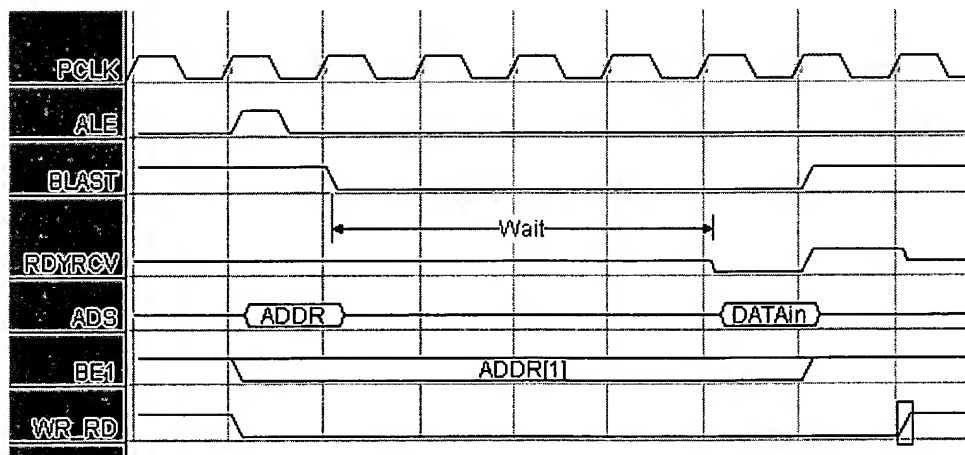 PCLK
ALE
BLAST
Wait
RDYRCV
ADS ADDR DATAin
BE1 ADDR[1]
WR_RD